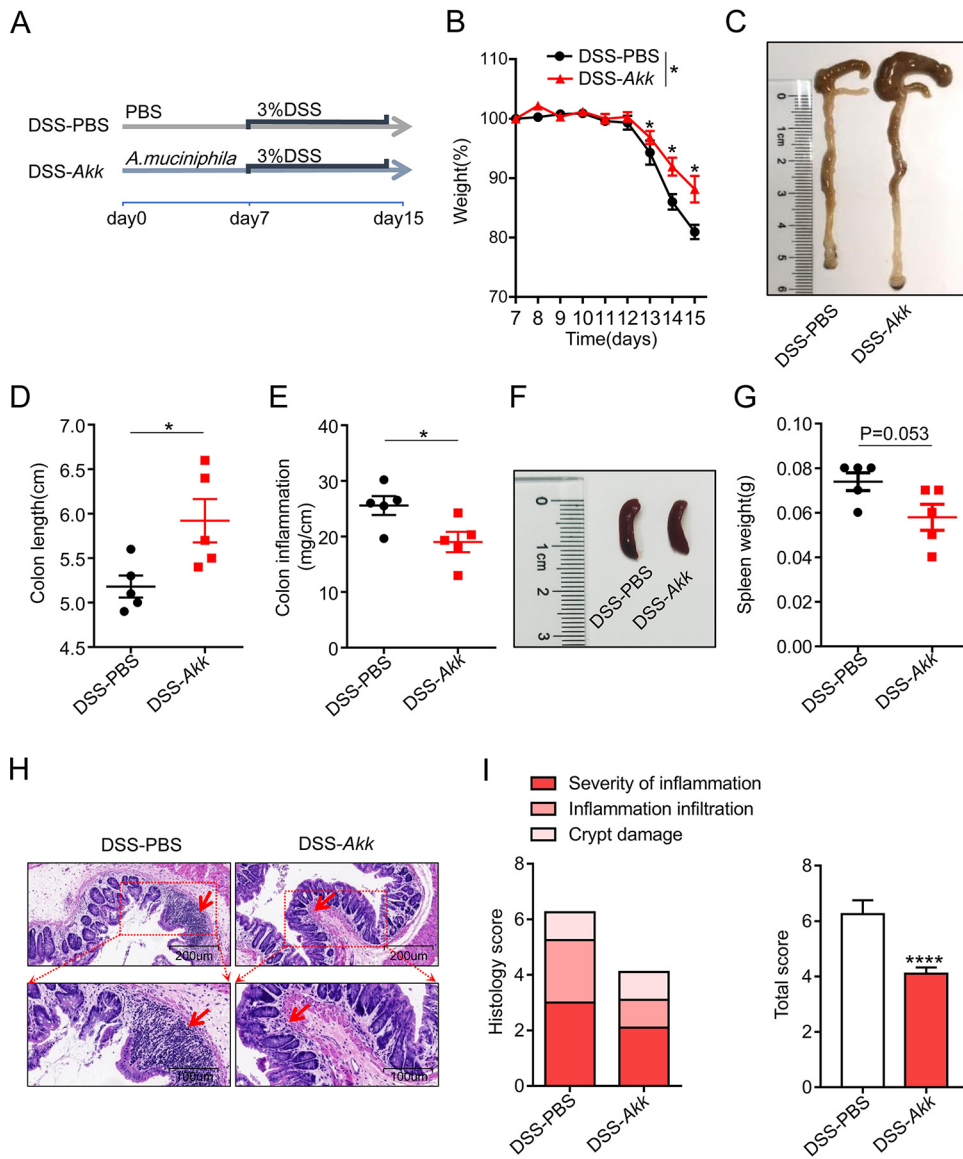 A
PBS
3%DSS
DSS-PBS
A.muciniphila
3%DSS
DSS-Akk
day0
day7
day15
B
DSS-PBS
DSS-Akk
*
110
100
90
80
70
Weight(%)
*
*
*
7
8
9
10
11
12
13
14
15
Time(days)
C
0
1cm
2
3
4
5
6
DSS-PBS
DSS-Akk
D
7.0
6.5
6.0
5.5
5.0
4.5
Colon length(cm)
*
DSS-PBS
DSS-Akk
E
40
30
20
10
0
Colon inflammation
(mg/cm)
*
DSS-PBS
DSS-Akk
F
0
1cm
2
3
DSS-PBS
DSS-Akk
G
0.10
0.08
0.06
0.04
0.02
0.00
Spleen weight(g)
P=0.053
DSS-PBS
DSS-Akk
H
DSS-PBS
DSS-Akk
200um
200um
100um
100um
I
Severity of inflammation
Inflammation infiltration
Crypt damage
8
6
4
2
0
Histology score
DSS-PBS
DSS-Akk
8
6
4
2
0
Total score
****
DSS-PBS
DSS-Akk